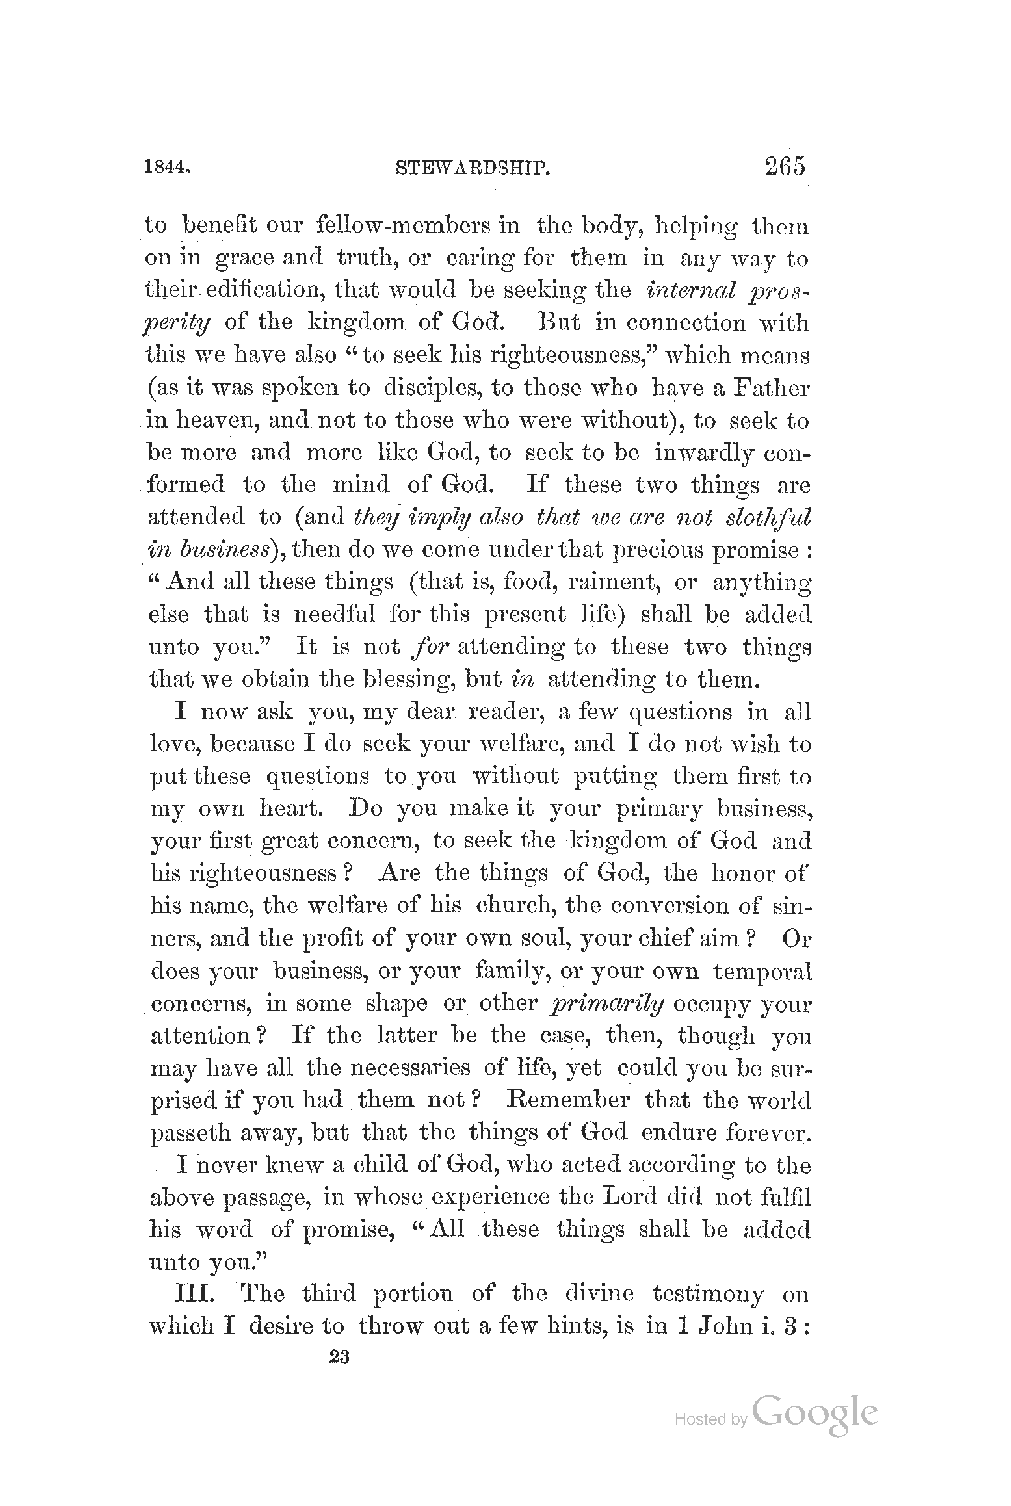 1844. STEWARDSHIP. 265
to benefit our fellow-members in the body, helping them
on in grace and truth, or caring for them in any way to
their edification, that would be seeking the internal pros-
perity of the kingdom of God. But in connection with
this we have also “to seek his righteousness,” which means
(as it was spoken to disciples, to those who have a Father
in heaven, and not to those who were without), to seek to
be more and more like God, to seek to be inwardly con-
formed to the mind of God. If these two things are
attended to (and they imply also that we are not slothful
in business), then do we come under that precious promise :
“And all these things (that is, food, raiment, or anything
else that is needful for this present life) shall be added
unto you.” It is not for attending to these two things
that we obtain the blessing, but in attending to them.
I now ask you, my dear reader, a few questions in all
love, because I do seek your welfare, and I do not wish to
put these questions to you without putting them first to
my own heart. Do you make it your primary business,
your first great concern, to seek the kingdom of God and
his righteousness? Are the things of God, the honor of
his name, the welfare of his church, the conversion of sin-
ners, and the profit of your own soul, your chief aim? Or
does your business, or your family, or your own temporal
concerns, in some shape or other primarily occupy your
attention? If the latter be the case, then, though you
may have all the necessaries of life, yet could you be sur-
prised if you had them not? Remember that the world
passeth away, but that the things of God endure forever.
I never knew a child of God, who acted according to the
above passage, in whose experience the Lord did not fulfil
his word of promise, “All these things shall be added
unto you.”
III. The third portion of the divine testimony on
which I desire to throw out a few hints, is in 1 John i. 3 :
23
Hosted by Google